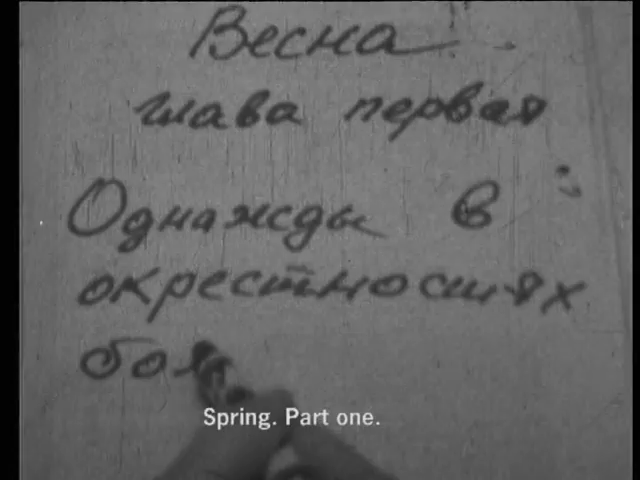 Весна
глава первая
Однажды в
окрестностях
Spring. Part one.